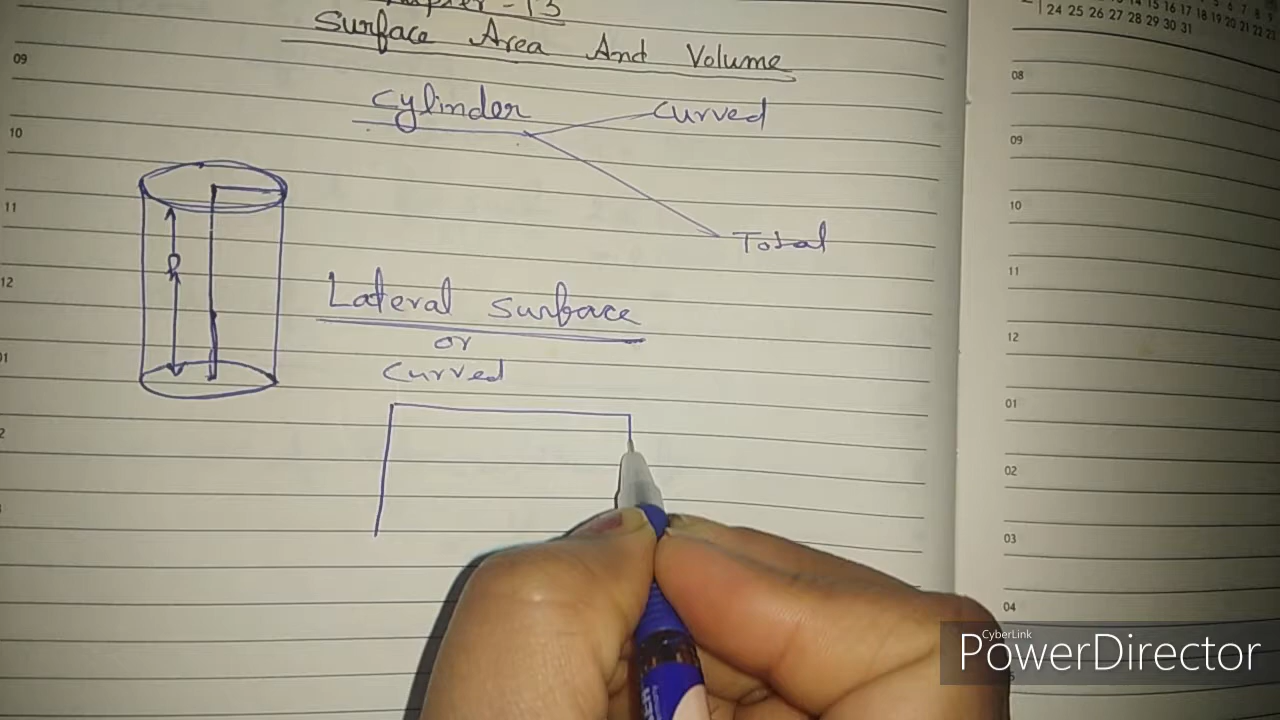 - 13
Surface Area And Volume
Cylinder
Curved
Total
h
Lateral Surface
or
Curved
24 25 26 27 28 29 30 31
09
10
11
12
08
09
10
11
12
01
02
03
04
CyberLink
PowerDirector